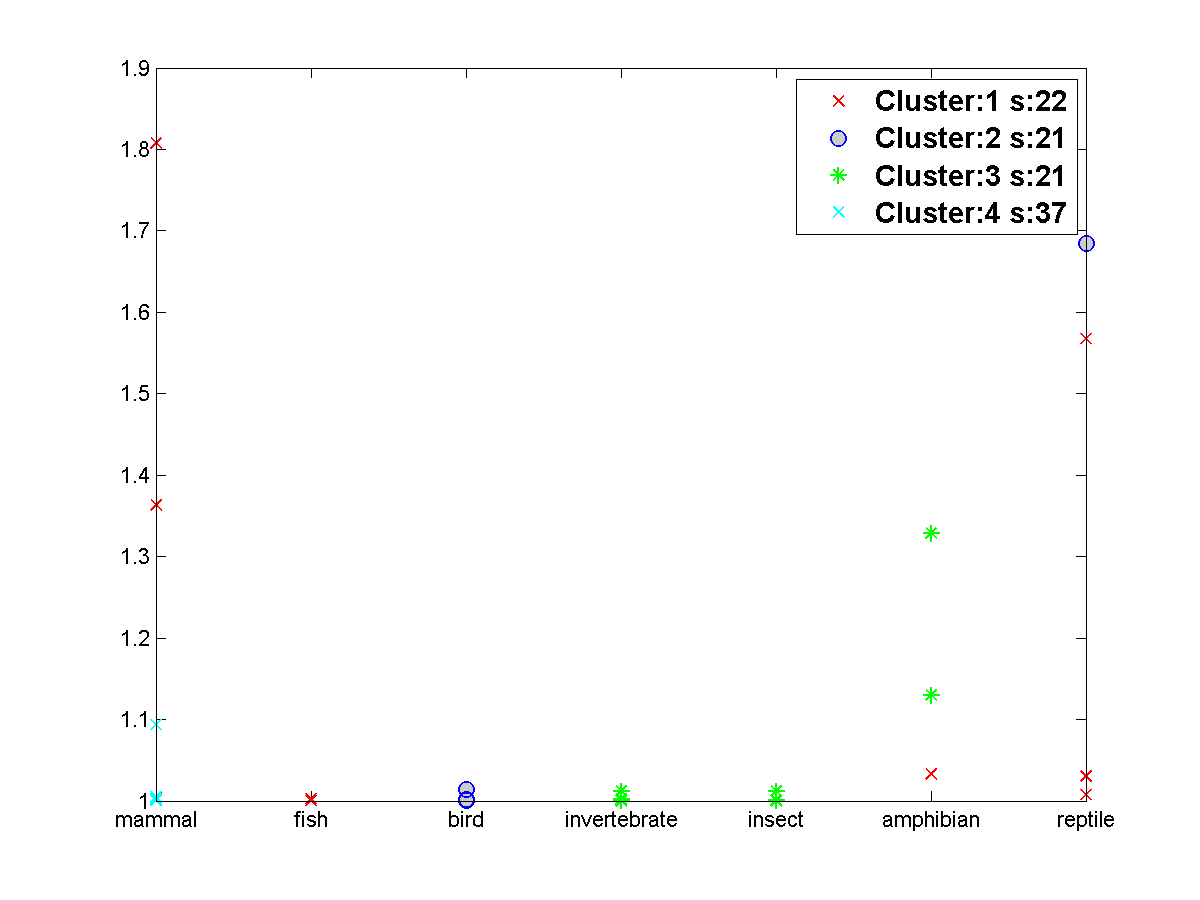 1.9
Cluster:1 s:22
Cluster:2 s:21
1.8
Cluster:3 s:21
Cluster:4 s:37
1.7
1.6
1.5
1.4
1.3
1.2
1.1
1
mammal fish bird invertebrate insect amphibian reptile